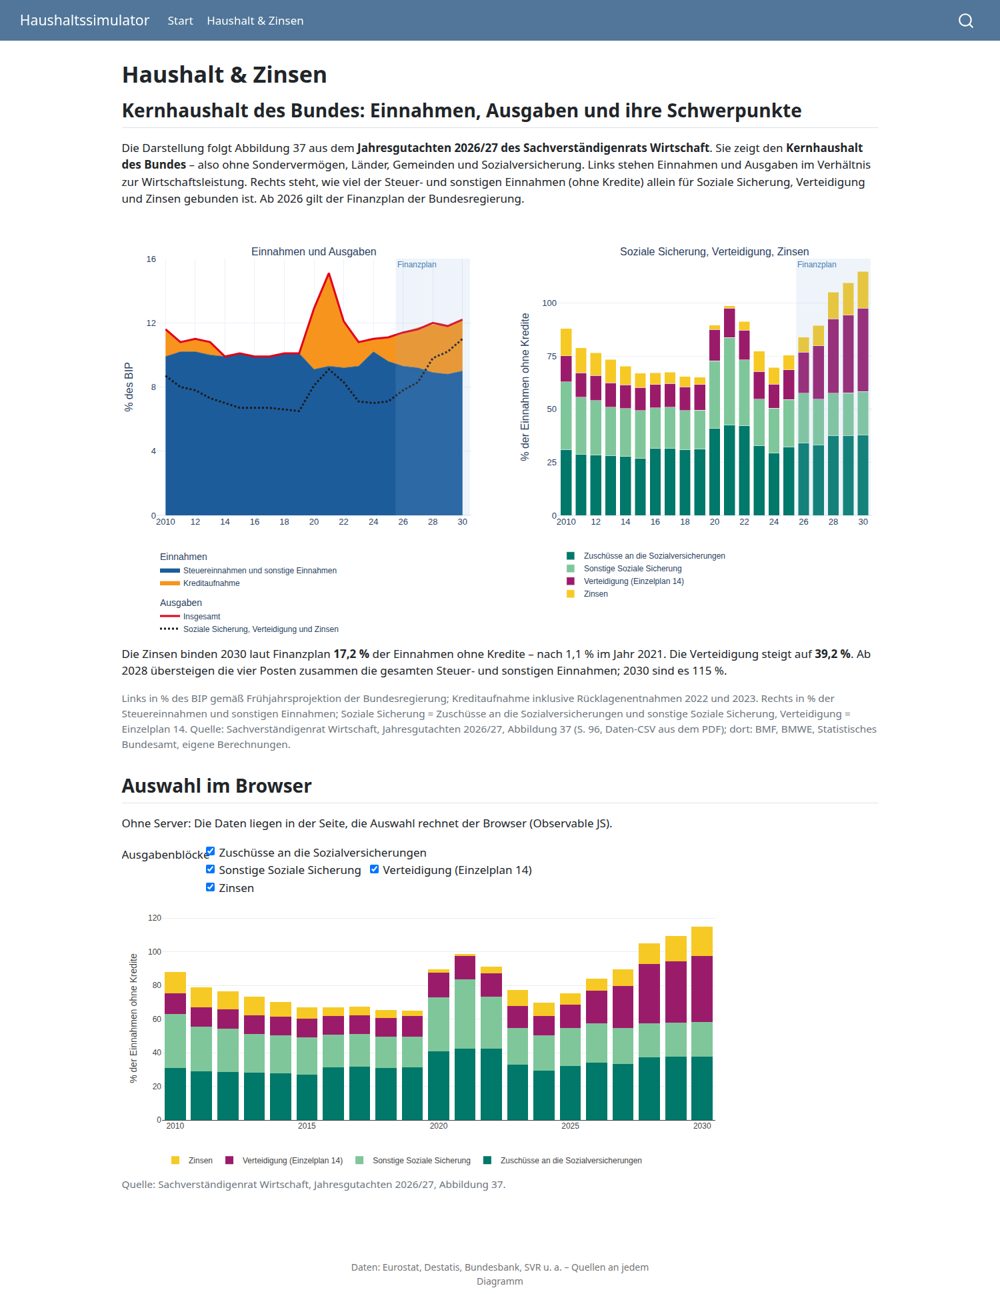 Haushaltssimulator Start Haushalt & Zinsen
Haushalt & Zinsen
Kernhaushalt des Bundes: Einnahmen, Ausgaben und ihre Schwerpunkte
Die Darstellung folgt Abbildung 37 aus dem Jahresgutachten 2026/27 des Sachverständigenrats Wirtschaft. Sie zeigt den Kernhaushalt
des Bundes – also ohne Sondervermögen, Länder, Gemeinden und Sozialversicherung. Links stehen Einnahmen und Ausgaben im Verhältnis
zur Wirtschaftsleistung. Rechts steht, wie viel der Steuer- und sonstigen Einnahmen (ohne Kredite) allein für Soziale Sicherung, Verteidigung
und Zinsen gebunden ist. Ab 2026 gilt der Finanzplan der Bundesregierung.
Einnahmen und Ausgaben
16
Finanzplan
12
8
4
0
% des BIP
2010 12 14 16 18 20 22 24 26 28 30
Einnahmen
Steuereinnahmen und sonstige Einnahmen
Kreditaufnahme
Ausgaben
Insgesamt
Soziale Sicherung, Verteidigung und Zinsen
Soziale Sicherung, Verteidigung, Zinsen
Finanzplan
100
75
50
25
0
% der Einnahmen ohne Kredite
2010 12 14 16 18 20 22 24 26 28 30
Zuschüsse an die Sozialversicherungen
Sonstige Soziale Sicherung
Verteidigung (Einzelplan 14)
Zinsen
Die Zinsen binden 2030 laut Finanzplan 17,2 % der Einnahmen ohne Kredite – nach 1,1 % im Jahr 2021. Die Verteidigung steigt auf 39,2 %. Ab
2028 übersteigen die vier Posten zusammen die gesamten Steuer- und sonstigen Einnahmen; 2030 sind es 115 %.
Links in % des BIP gemäß Frühjahrsprojektion der Bundesregierung; Kreditaufnahme inklusive Rücklagenentnahmen 2022 und 2023. Rechts in % der
Steuereinnahmen und sonstigen Einnahmen; Soziale Sicherung = Zuschüsse an die Sozialversicherungen und sonstige Soziale Sicherung, Verteidigung =
Einzelplan 14. Quelle: Sachverständigenrat Wirtschaft, Jahresgutachten 2026/27, Abbildung 37 (S. 96, Daten-CSV aus dem PDF); dort: BMF, BMWE, Statistisches
Bundesamt, eigene Berechnungen.
Auswahl im Browser
Ohne Server: Die Daten liegen in der Seite, die Auswahl rechnet der Browser (Observable JS).
Ausgabenblöcke Zuschüsse an die Sozialversicherungen
Sonstige Soziale Sicherung Verteidigung (Einzelplan 14)
Zinsen
120
100
80
60
40
20
0
% der Einnahmen ohne Kredite
2010 2015 2020 2025 2030
Zinsen Verteidigung (Einzelplan 14) Sonstige Soziale Sicherung Zuschüsse an die Sozialversicherungen
Quelle: Sachverständigenrat Wirtschaft, Jahresgutachten 2026/27, Abbildung 37.
Daten: Eurostat, Destatis, Bundesbank, SVR u. a. – Quellen an jedem
Diagramm